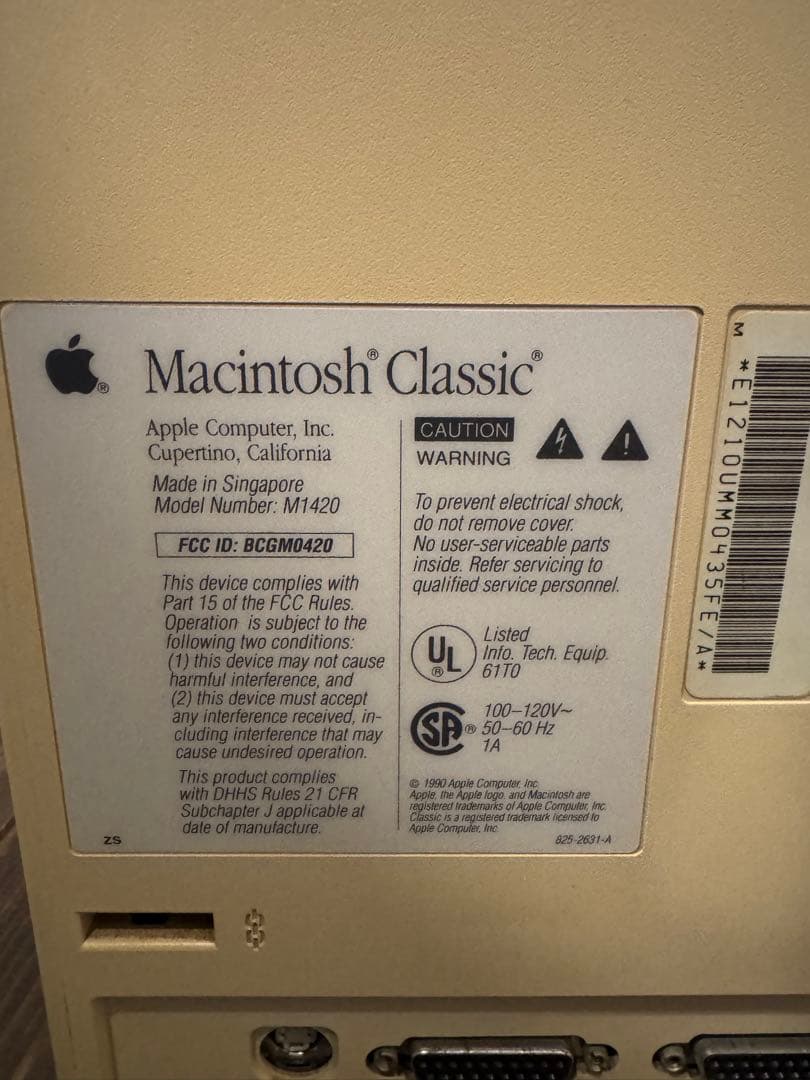 Macintosh® Classic®
Apple Computer, Inc.
Cupertino, California
Made in Singapore
Model Number: M1420
FCC ID: BCGM0420
This device complies with
Part 15 of the FCC Rules.
Operation is subject to the
following two conditions:
(1) this device may not cause
harmful interference, and
(2) this device must accept
any interference received, in-
cluding interference that may
cause undesired operation.
This product complies
with DHHS Rules 21 CFR
Subchapter J applicable at
date of manufacture.
ZS
CAUTION
WARNING
To prevent electrical shock,
do not remove cover.
No user-serviceable parts
inside. Refer servicing to
qualified service personnel.
UL®
Listed
Info. Tech. Equip.
61T0
SA®
100–120V~
50–60 Hz
1A
© 1990 Apple Computer, Inc.
Apple, the Apple logo, and Macintosh are
registered trademarks of Apple Computer, Inc.
Classic is a registered trademark licensed to
Apple Computer, Inc.
825-2631-A
M
*E1210UMM0435FE/A*